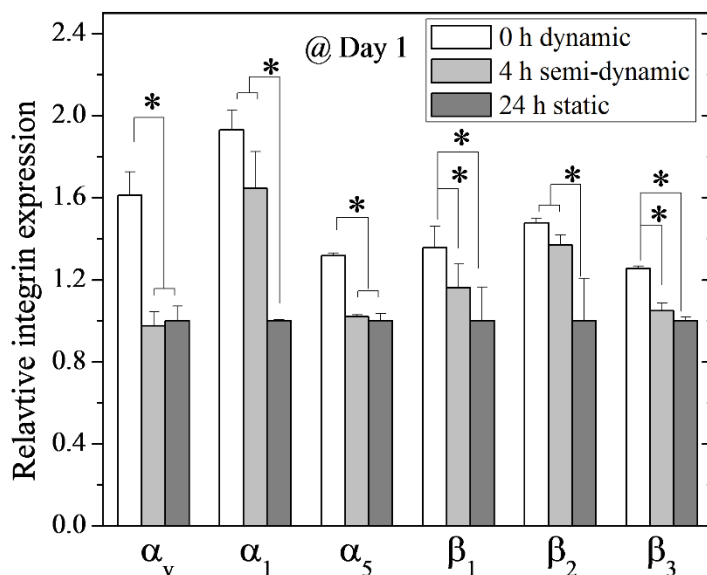 @ Day 1
0 h dynamic
4 h semi-dynamic
24 h static
Relavtive integrin expression
2.4
2.0
1.6
1.2
0.8
0.4
0.0
* * * * * * * *
αᵥ α₁ α₅ β₁ β₂ β₃